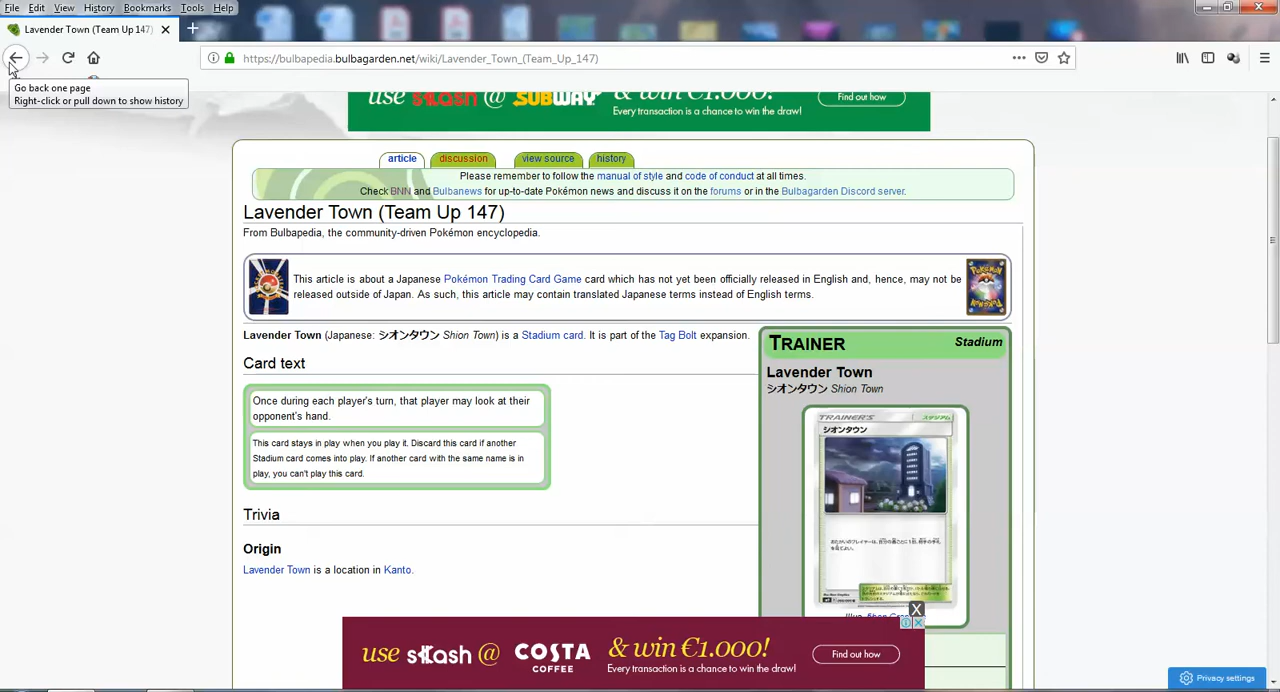 File Edit View History Bookmarks Tools Help
Lavender Town (Team Up 147)
https://bulbapedia.bulbagarden.net/wiki/Lavender_Town_(Team_Up_147)
Go back one page
Right-click or pull down to show history
use skash @ SUBWAY & win €1.000!
Every transaction is a chance to win the draw!
Find out how
article discussion view source history
Please remember to follow the manual of style and code of conduct at all times.
Check BNN and Bulbanews for up-to-date Pokémon news and discuss it on the forums or in the Bulbagarden Discord server.
Lavender Town (Team Up 147)
From Bulbapedia, the community-driven Pokémon encyclopedia.
This article is about a Japanese Pokémon Trading Card Game card which has not yet been officially released in English and, hence, may not be
released outside of Japan. As such, this article may contain translated Japanese terms instead of English terms.
Lavender Town (Japanese: シオンタウン Shion Town) is a Stadium card. It is part of the Tag Bolt expansion.
Card text
Once during each player's turn, that player may look at their
opponent's hand.
This card stays in play when you play it. Discard this card if another
Stadium card comes into play. If another card with the same name is in
play, you can't play this card.
Trivia
Origin
Lavender Town is a location in Kanto.
TRAINER Stadium
Lavender Town
シオンタウン Shion Town
TRAINER'S スタジアム
シオンタウン
use skash @ COSTA COFFEE & win €1.000!
Every transaction is a chance to win the draw!
Find out how
Privacy settings